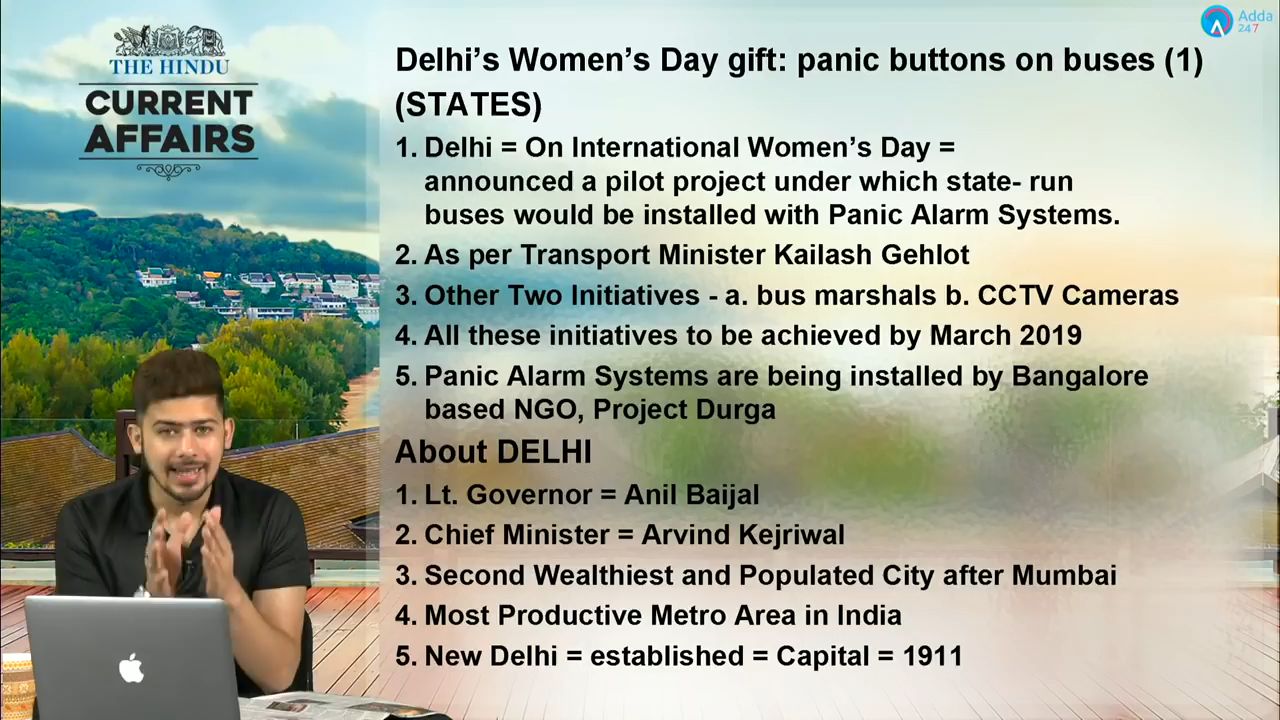 THE HINDU
CURRENT
AFFAIRS
Adda
247
Delhi’s Women’s Day gift: panic buttons on buses (1)
(STATES)
1. Delhi = On International Women’s Day =
announced a pilot project under which state- run
buses would be installed with Panic Alarm Systems.
2. As per Transport Minister Kailash Gehlot
3. Other Two Initiatives - a. bus marshals b. CCTV Cameras
4. All these initiatives to be achieved by March 2019
5. Panic Alarm Systems are being installed by Bangalore
based NGO, Project Durga
About DELHI
1. Lt. Governor = Anil Baijal
2. Chief Minister = Arvind Kejriwal
3. Second Wealthiest and Populated City after Mumbai
4. Most Productive Metro Area in India
5. New Delhi = established = Capital = 1911